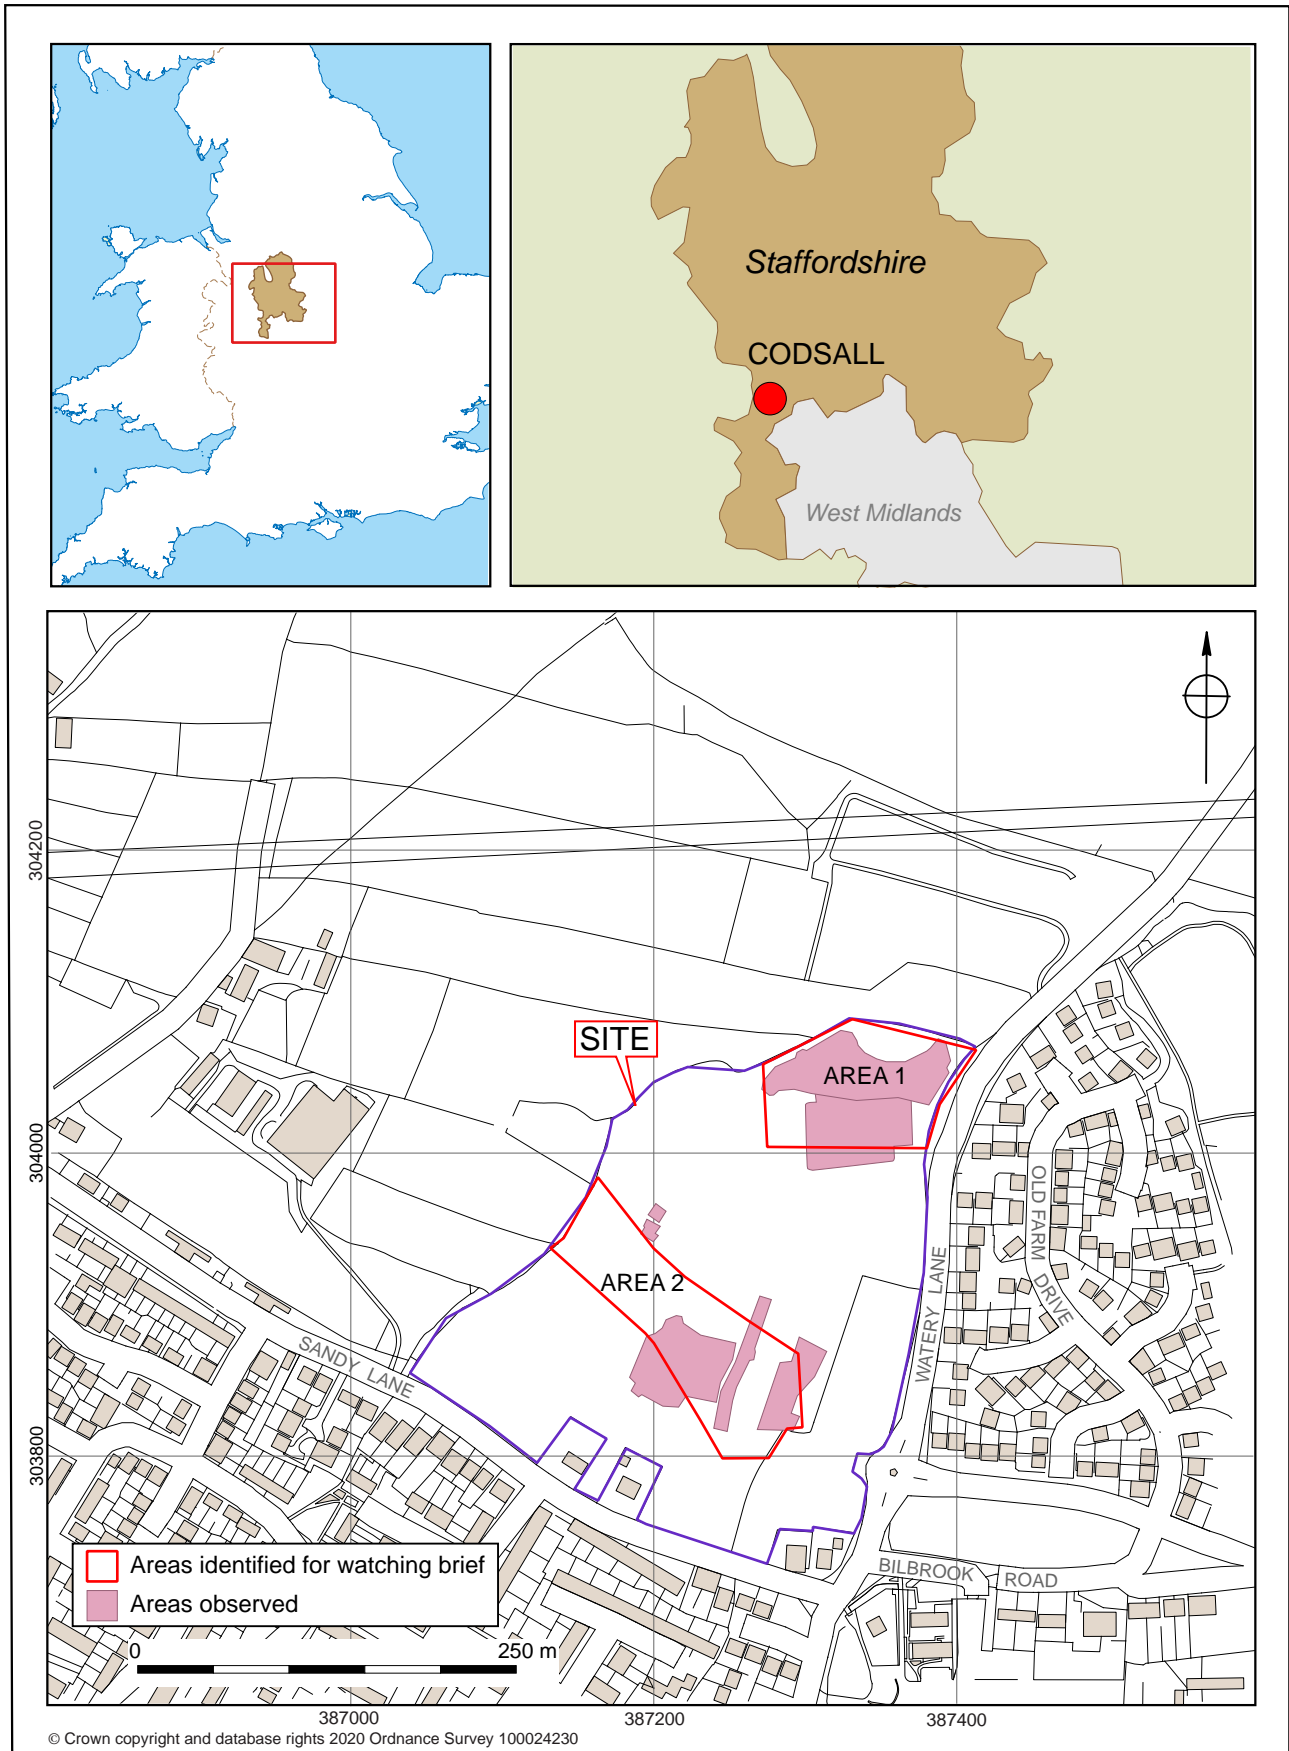 Staffordshire
CODSALL
West Midlands
304200
SITE
AREA 1
304000
OLD FARM DRIVE
AREA 2
WATERY LANE
SANDY LANE
303800
Areas identified for watching brief
BILBROOK ROAD
Areas observed
0 250 m
387000 387200 387400
© Crown copyright and database rights 2020 Ordnance Survey 100024230